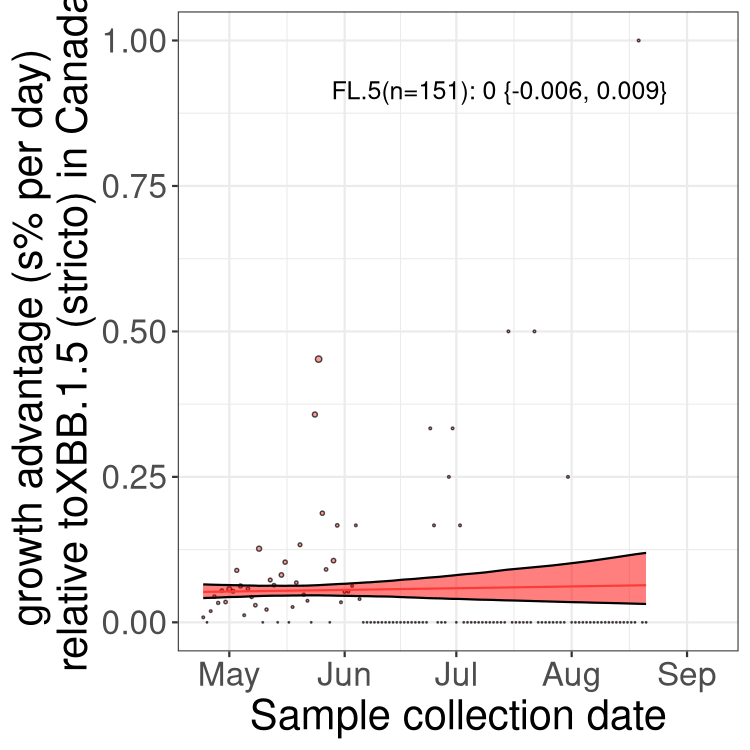 growth advantage (s% per day)
relative toXBB.1.5 (stricto) in Canada
1.00
0.75
0.50
0.25
0.00
FL.5(n=151): 0 {-0.006, 0.009}
May Jun Jul Aug Sep
Sample collection date